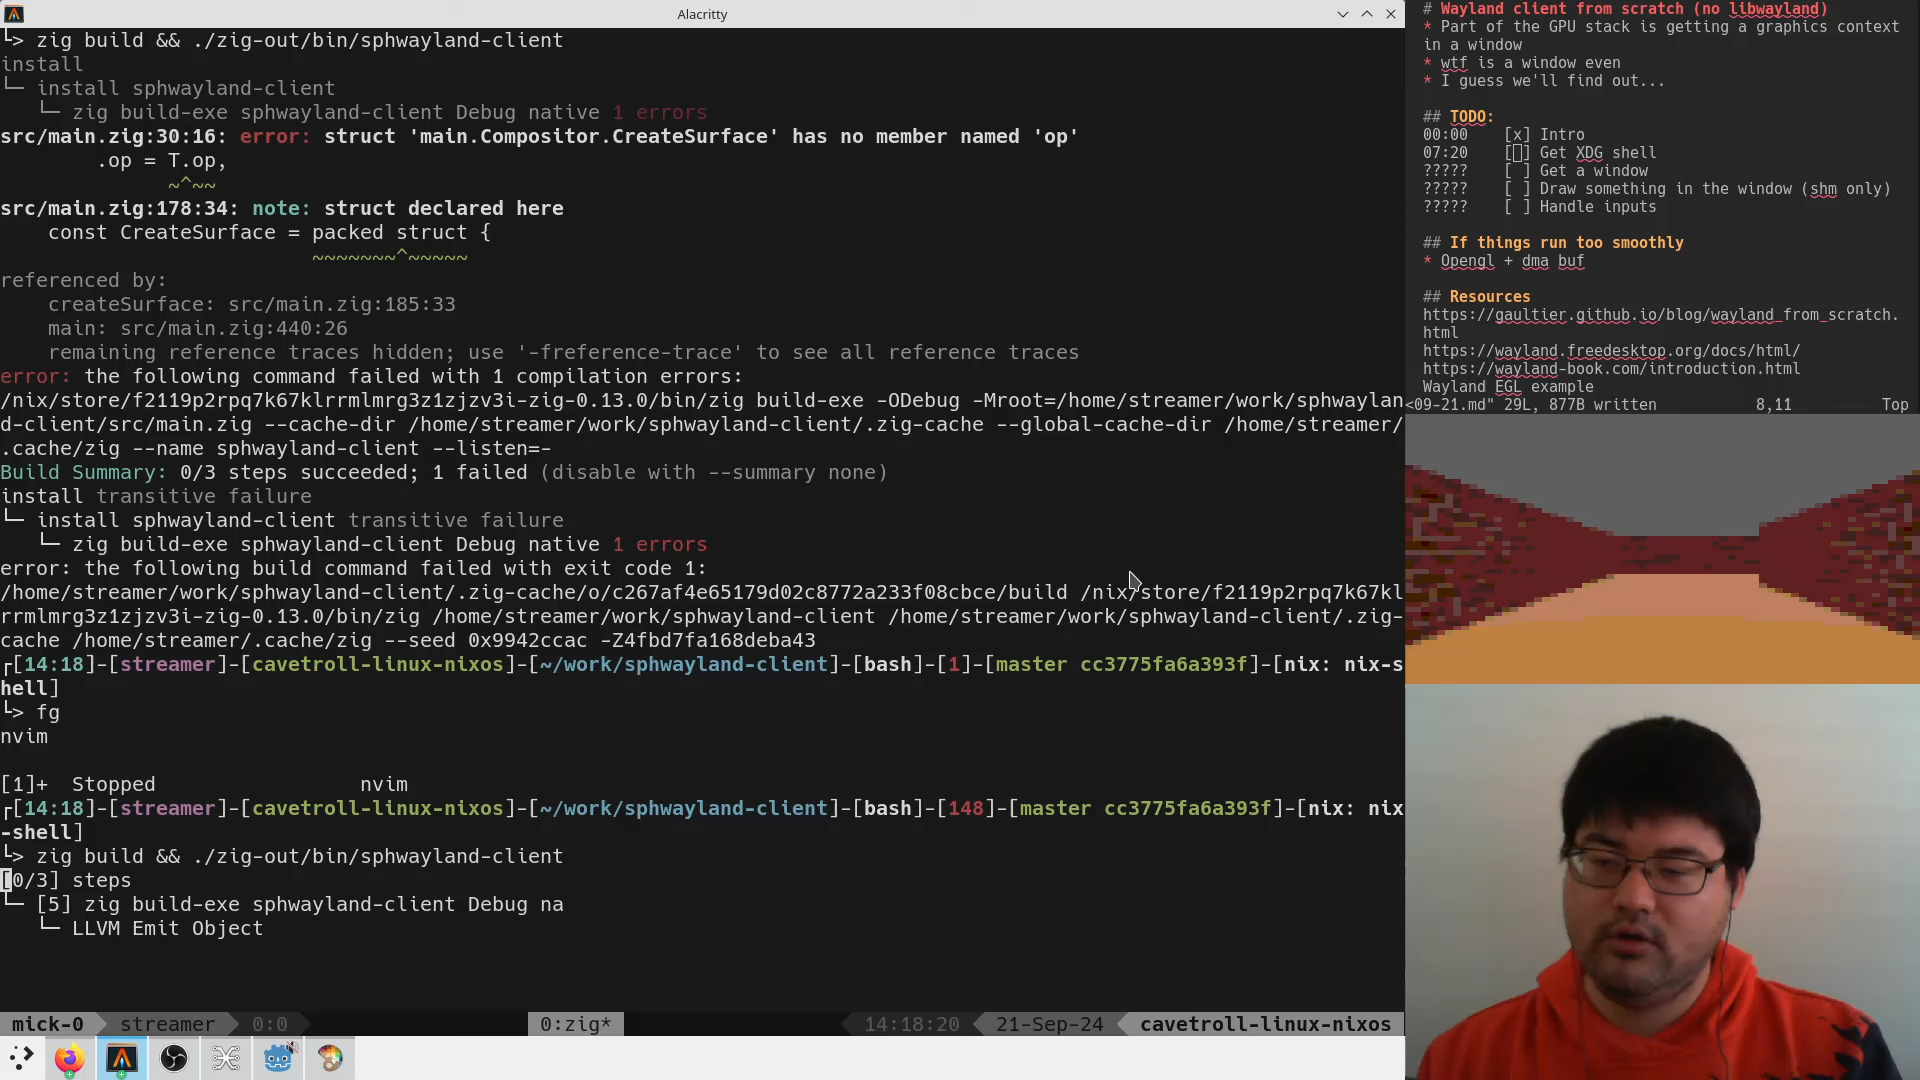 Alacritty
└> zig build && ./zig-out/bin/sphwayland-client
install
└─ install sphwayland-client
└─ zig build-exe sphwayland-client Debug native 1 errors
src/main.zig:30:16: error: struct 'main.Compositor.CreateSurface' has no member named 'op'
.op = T.op,
~^~~
src/main.zig:178:34: note: struct declared here
const CreateSurface = packed struct {
~~~~~~~^~~~~~
referenced by:
createSurface: src/main.zig:185:33
main: src/main.zig:440:26
remaining reference traces hidden; use '-freference-trace' to see all reference traces
error: the following command failed with 1 compilation errors:
/nix/store/f2119p2rpq7k67klrrmlmrg3z1zjzv3i-zig-0.13.0/bin/zig build-exe -ODebug -Mroot=/home/streamer/work/sphwaylan
d-client/src/main.zig --cache-dir /home/streamer/work/sphwayland-client/.zig-cache --global-cache-dir /home/streamer/
.cache/zig --name sphwayland-client --listen=-
Build Summary: 0/3 steps succeeded; 1 failed (disable with --summary none)
install transitive failure
└─ install sphwayland-client transitive failure
└─ zig build-exe sphwayland-client Debug native 1 errors
error: the following build command failed with exit code 1:
/home/streamer/work/sphwayland-client/.zig-cache/o/c267af4e65179d02c8772a233f08cbce/build /nix/store/f2119p2rpq7k67kl
rrmlmrg3z1zjzv3i-zig-0.13.0/bin/zig /home/streamer/work/sphwayland-client /home/streamer/work/sphwayland-client/.zig-
cache /home/streamer/.cache/zig --seed 0x9942ccac -Z4fbd7fa168deba43
┌[14:18]-[streamer]-[cavetroll-linux-nixos]-[~/work/sphwayland-client]-[bash]-[1]-[master cc3775fa6a393f]-[nix: nix-s
hell]
└> fg
nvim
[1]+  Stopped                 nvim
┌[14:18]-[streamer]-[cavetroll-linux-nixos]-[~/work/sphwayland-client]-[bash]-[148]-[master cc3775fa6a393f]-[nix: nix
-shell]
└> zig build && ./zig-out/bin/sphwayland-client
[0/3] steps
└─ [5] zig build-exe sphwayland-client Debug na
└─ LLVM Emit Object
mick-0 streamer 0:0 0:zig* 14:18:20 21-Sep-24 cavetroll-linux-nixos
# Wayland client from scratch (no libwayland)
* Part of the GPU stack is getting a graphics context
in a window
* wtf is a window even
* I guess we'll find out...
## TODO:
00:00 [x] Intro
07:20 [ ] Get XDG shell
????? [ ] Get a window
????? [ ] Draw something in the window (shm only)
????? [ ] Handle inputs
## If things run too smoothly
* Opengl + dma buf
## Resources
https://gaultier.github.io/blog/wayland_from_scratch.
html
https://wayland.freedesktop.org/docs/html/
https://wayland-book.com/introduction.html
Wayland EGL example
<09-21.md" 29L, 877B written 8,11 Top